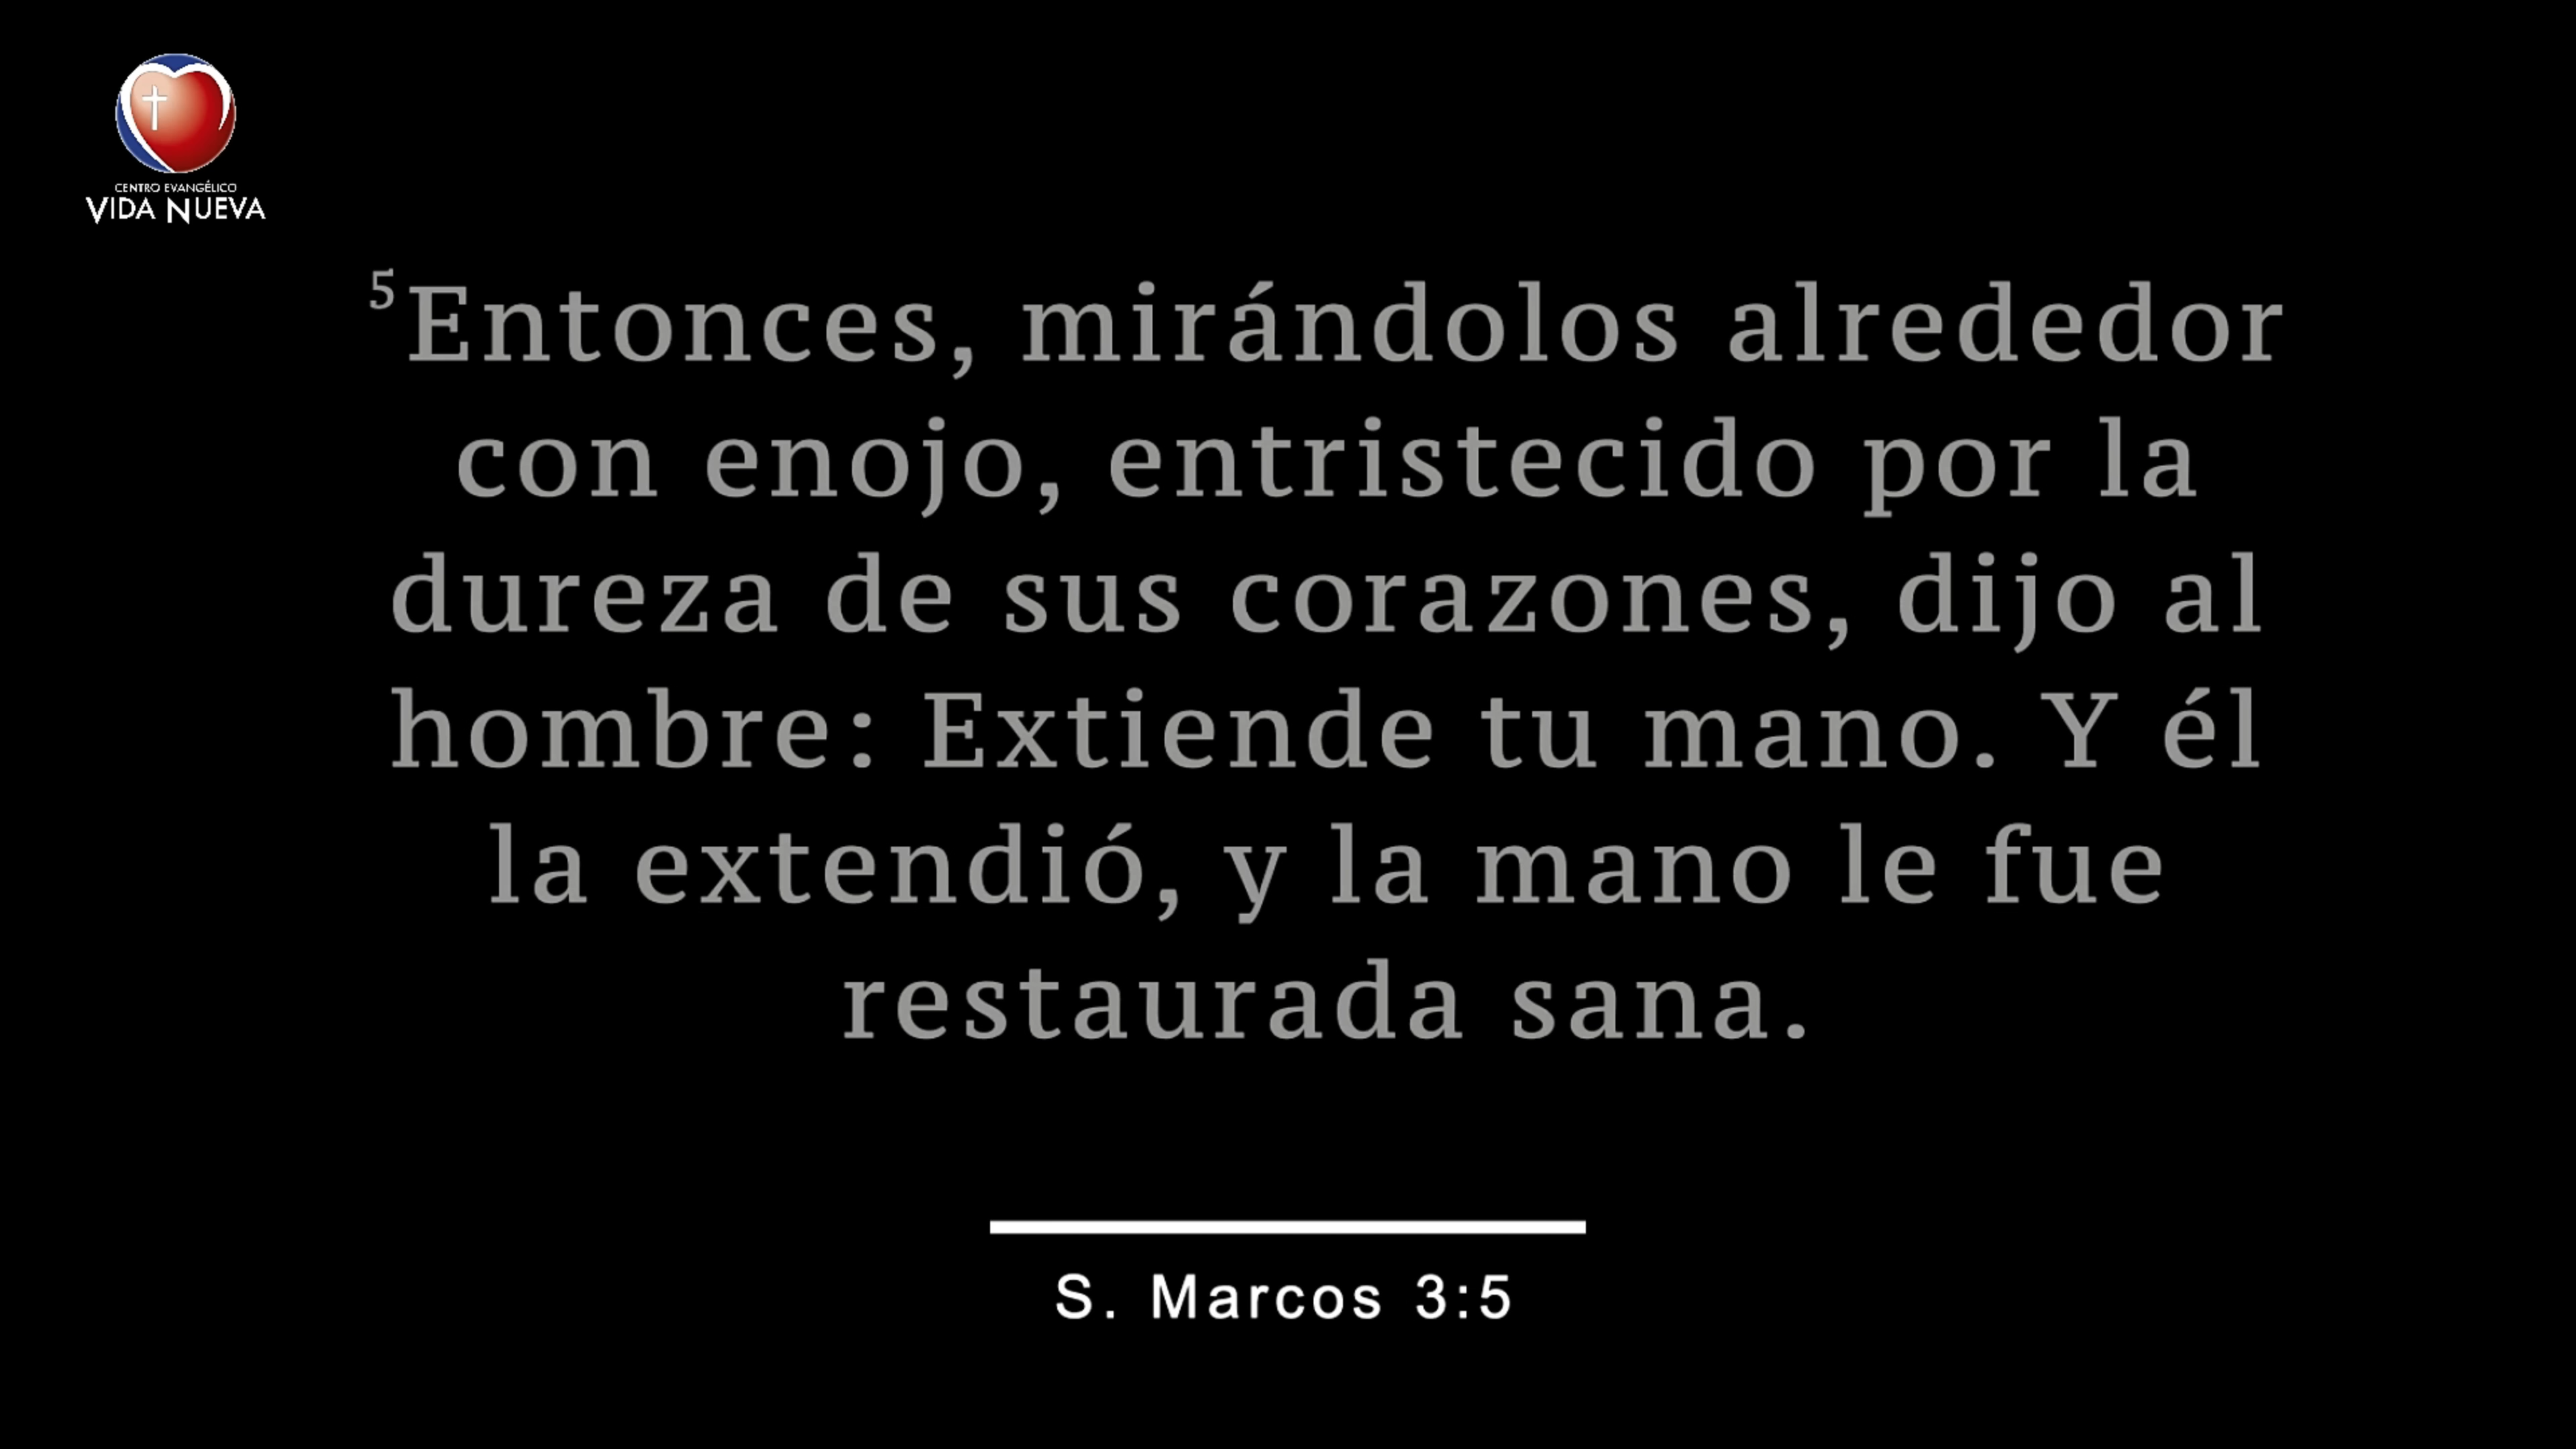 CENTRO EVANGÉLICO
VIDA NUEVA
⁵Entonces, mirándolos alrededor
con enojo, entristecido por la
dureza de sus corazones, dijo al
hombre: Extiende tu mano. Y él
la extendió, y la mano le fue
restaurada sana.
S. Marcos 3:5